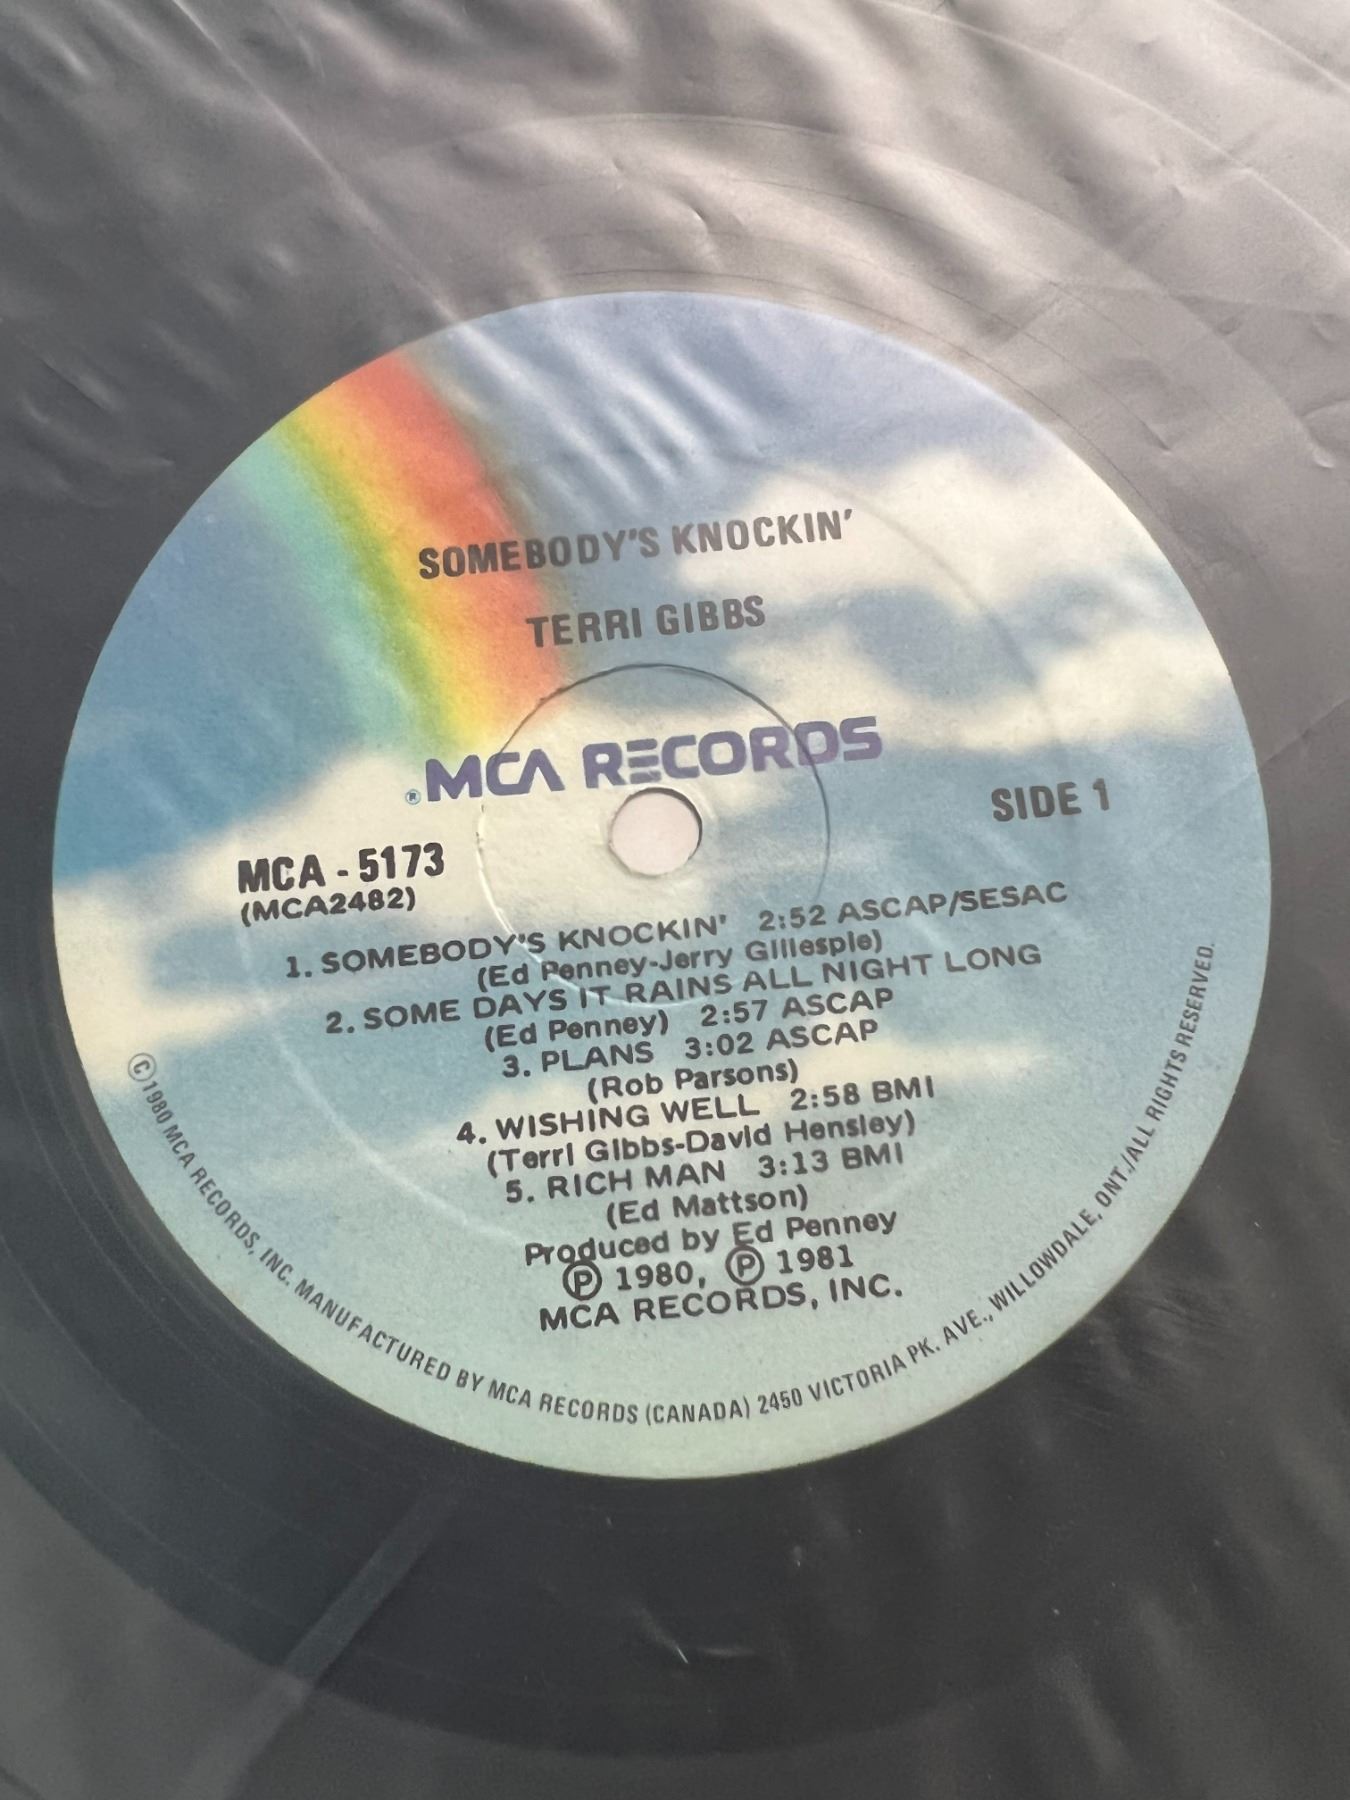 SOMEBODY'S KNOCKIN'
TERRI GIBBS
® MCA RECORDS
SIDE 1
MCA - 5173
(MCA2482)
1. SOMEBODY'S KNOCKIN' 2:52 ASCAP/SESAC
(Ed Penney-Jerry Gillespie)
2. SOME DAYS IT RAINS ALL NIGHT LONG
(Ed Penney) 2:57 ASCAP
3. PLANS 3:02 ASCAP
(Rob Parsons)
4. WISHING WELL 2:58 BMI
(Terri Gibbs-David Hensley)
5. RICH MAN 3:13 BMI
(Ed Mattson)
Produced by Ed Penney
Ⓟ 1980, Ⓟ 1981
MCA RECORDS, INC.
© 1980 MCA RECORDS, INC. MANUFACTURED BY MCA RECORDS (CANADA) 2450 VICTORIA PK. AVE., WILLOWDALE, ONT./ALL RIGHTS RESERVED.